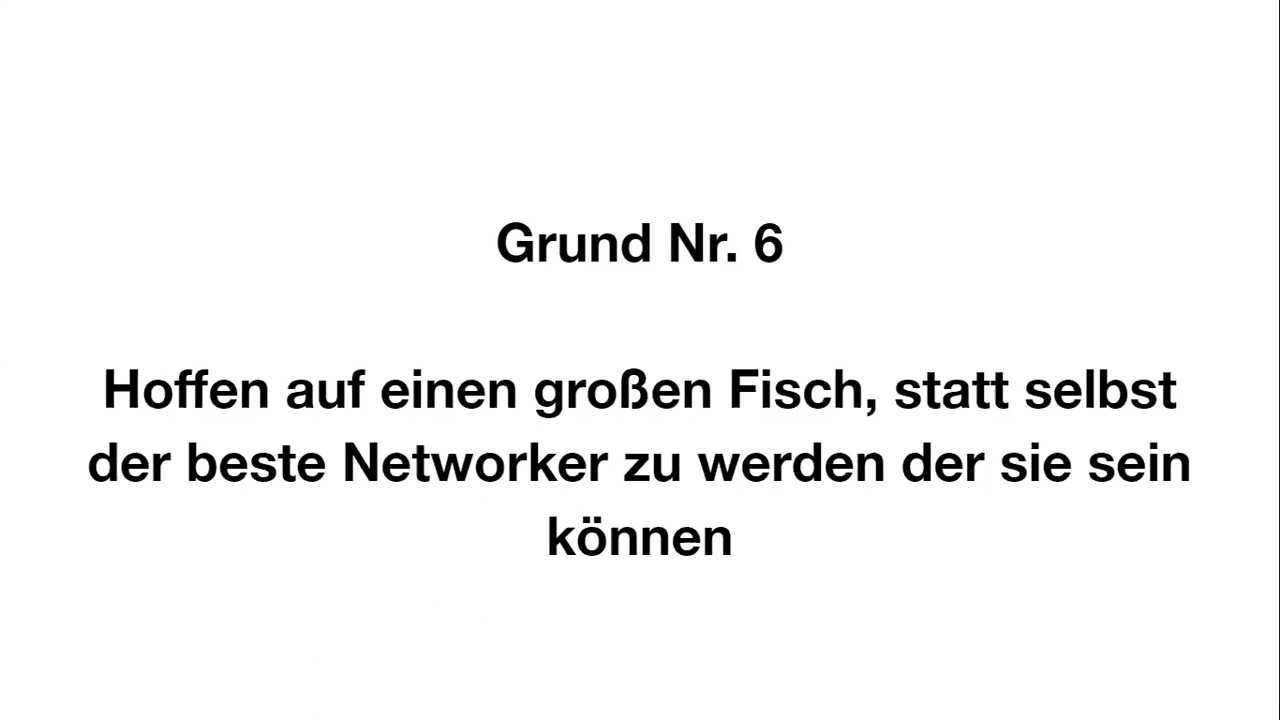 Grund Nr. 6
Hoffen auf einen großen Fisch, statt selbst
der beste Networker zu werden der sie sein
können